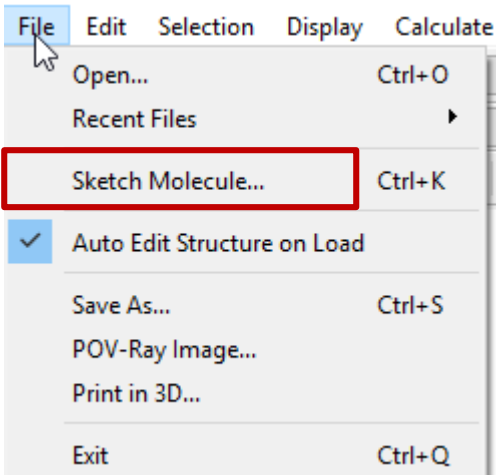 File Edit Selection Display Calculate
Open... Ctrl+O
Recent Files
Sketch Molecule... Ctrl+K
Auto Edit Structure on Load
Save As... Ctrl+S
POV-Ray Image...
Print in 3D...
Exit Ctrl+Q